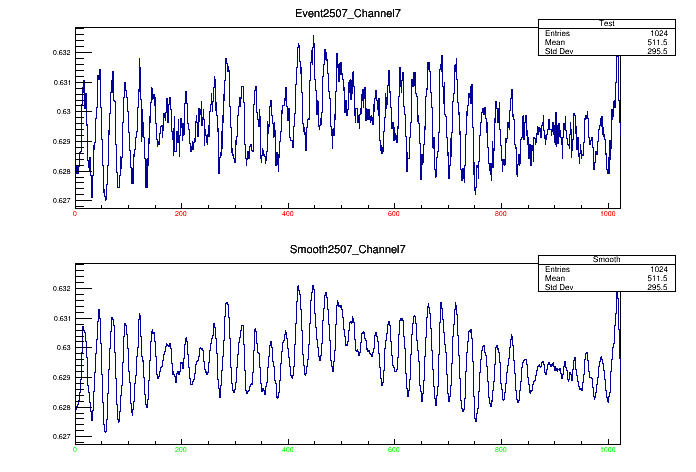 Event2507_Channel7
Test
Entries 1024
Mean 511.5
Std Dev 295.5
0.632
0.631
0.63
0.629
0.628
0.627
0 200 400 600 800 1000
Smooth2507_Channel7
Smooth
Entries 1024
Mean 511.5
Std Dev 295.5
0.632
0.631
0.63
0.629
0.628
0.627
0 200 400 600 800 1000